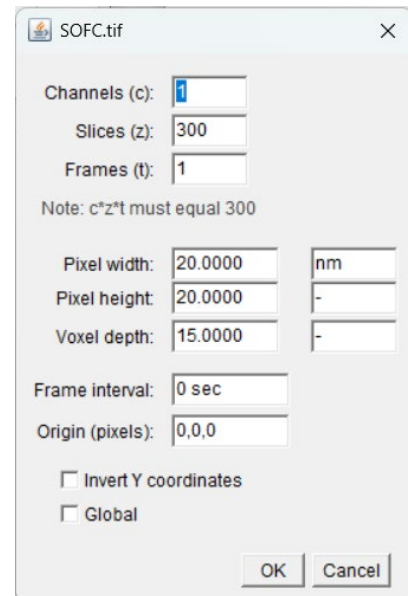 SOFC.tif
Channels (c): 1
Slices (z): 300
Frames (t): 1
Note: c*z*t must equal 300
Pixel width: 20.0000 nm
Pixel height: 20.0000 -
Voxel depth: 15.0000 -
Frame interval: 0 sec
Origin (pixels): 0,0,0
Invert Y coordinates
Global
OK Cancel